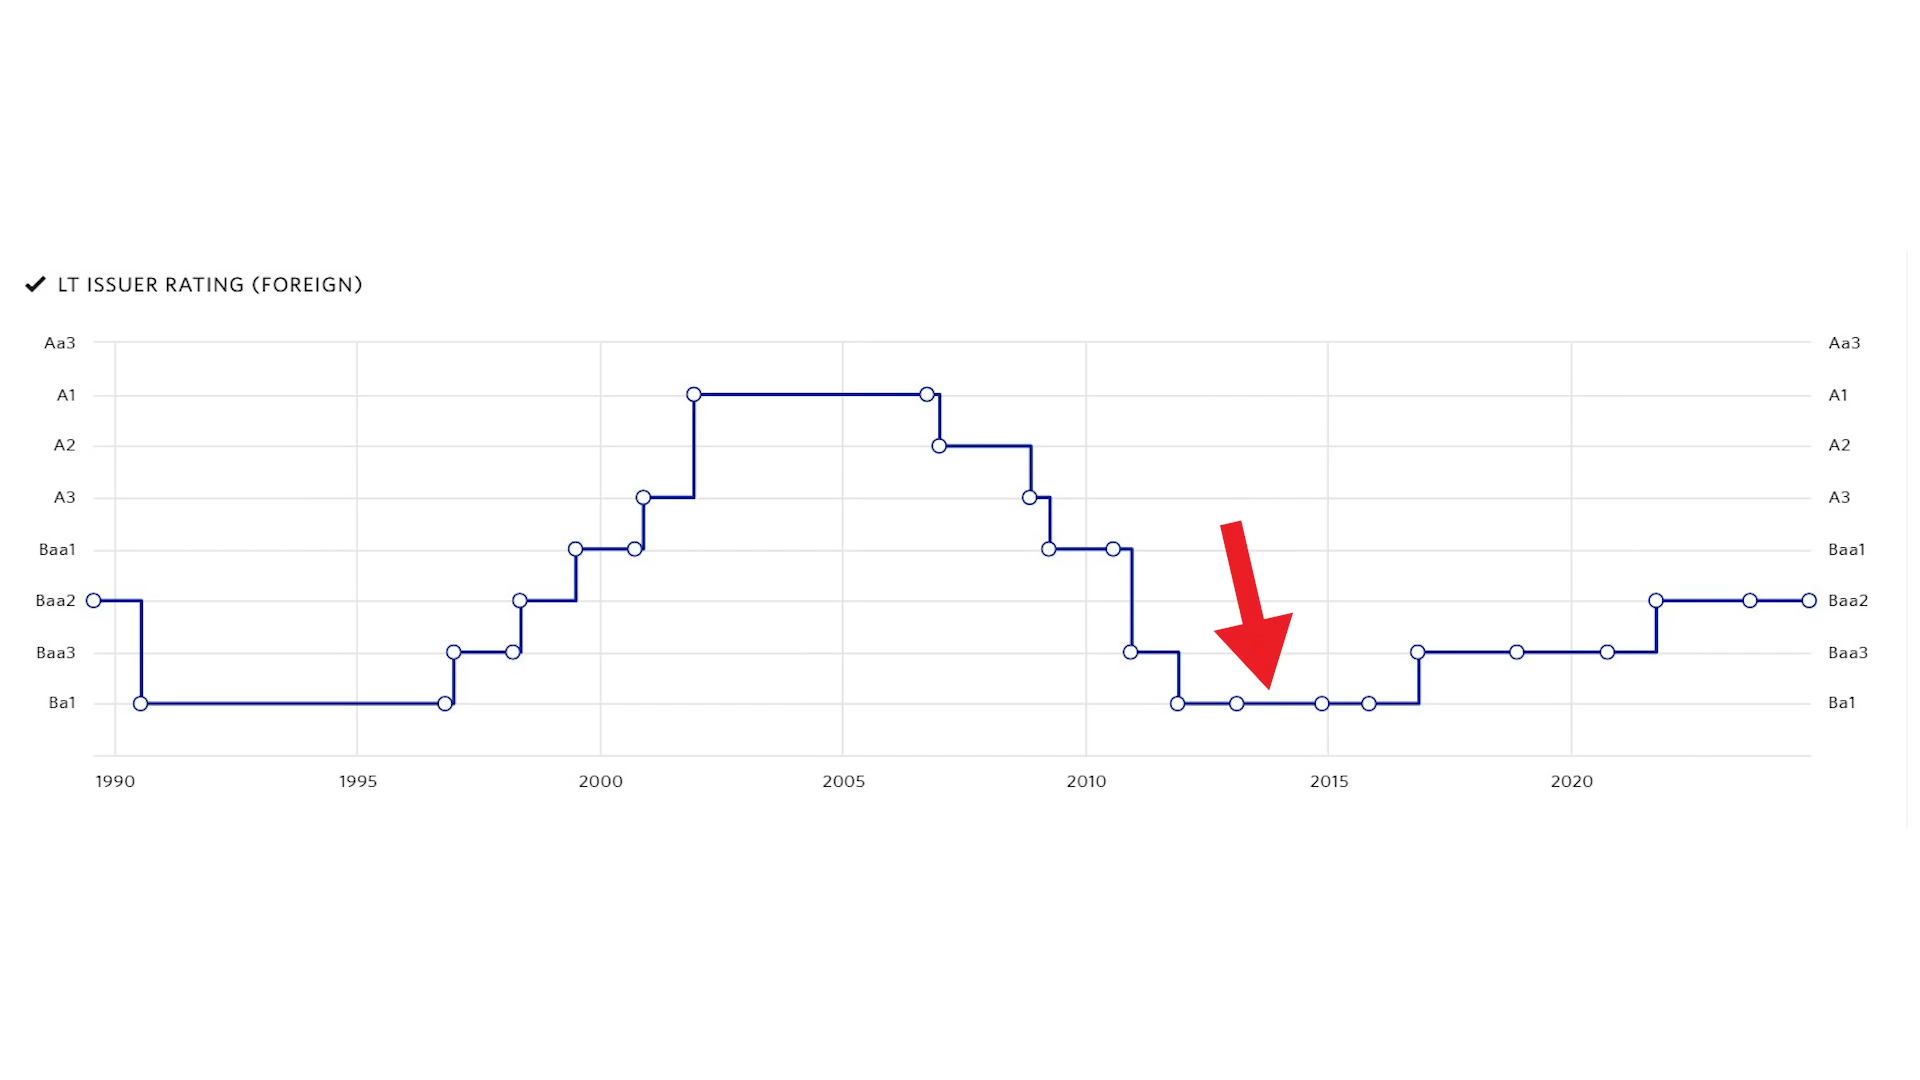 LT ISSUER RATING (FOREIGN)
Aa3 Aa3
A1 A1
A2 A2
A3 A3
Baa1 Baa1
Baa2 Baa2
Baa3 Baa3
Ba1 Ba1
1990 1995 2000 2005 2010 2015 2020